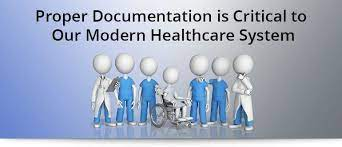 Proper Documentation is Critical to
Our Modern Healthcare System